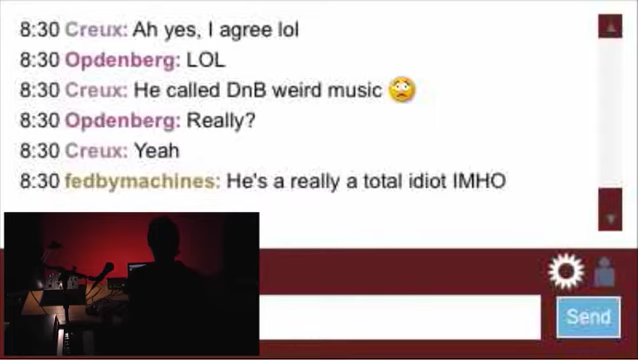 8:30 Creux: Ah yes, I agree lol
8:30 Opdenberg: LOL
8:30 Creux: He called DnB weird music
8:30 Opdenberg: Really?
8:30 Creux: Yeah
8:30 fedbymachines: He's a really a total idiot IMHO
Send